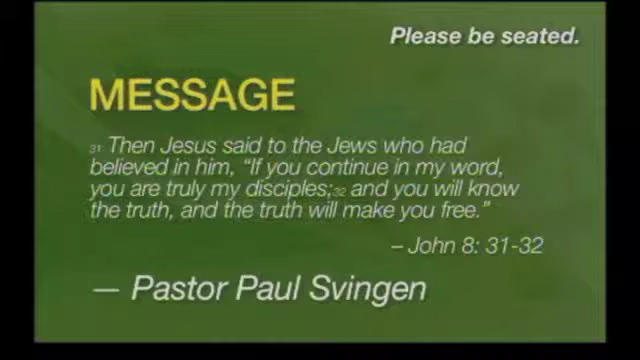 Please be seated.
MESSAGE
31 Then Jesus said to the Jews who had
believed in him, “If you continue in my word,
you are truly my disciples;32 and you will know
the truth, and the truth will make you free.”
– John 8: 31-32
— Pastor Paul Svingen